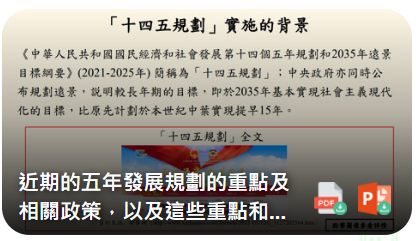 「十四五規劃」實施的背景
《中華人民共和國國民經濟和社會發展第十四個五年規劃和2035年遠景
目標綱要》(2021-2025年) 簡稱為「十四五規劃」；中央政府亦同時公
布規劃遠景，說明較長年期的目標，即於2035年基本實現社會主義現代
化的目標，比原先計劃於本世紀中葉實現提早15年。
「十四五規劃」全文
近期的五年發展規劃的重點及
相關政策，以及這些重點和...
PDF
P